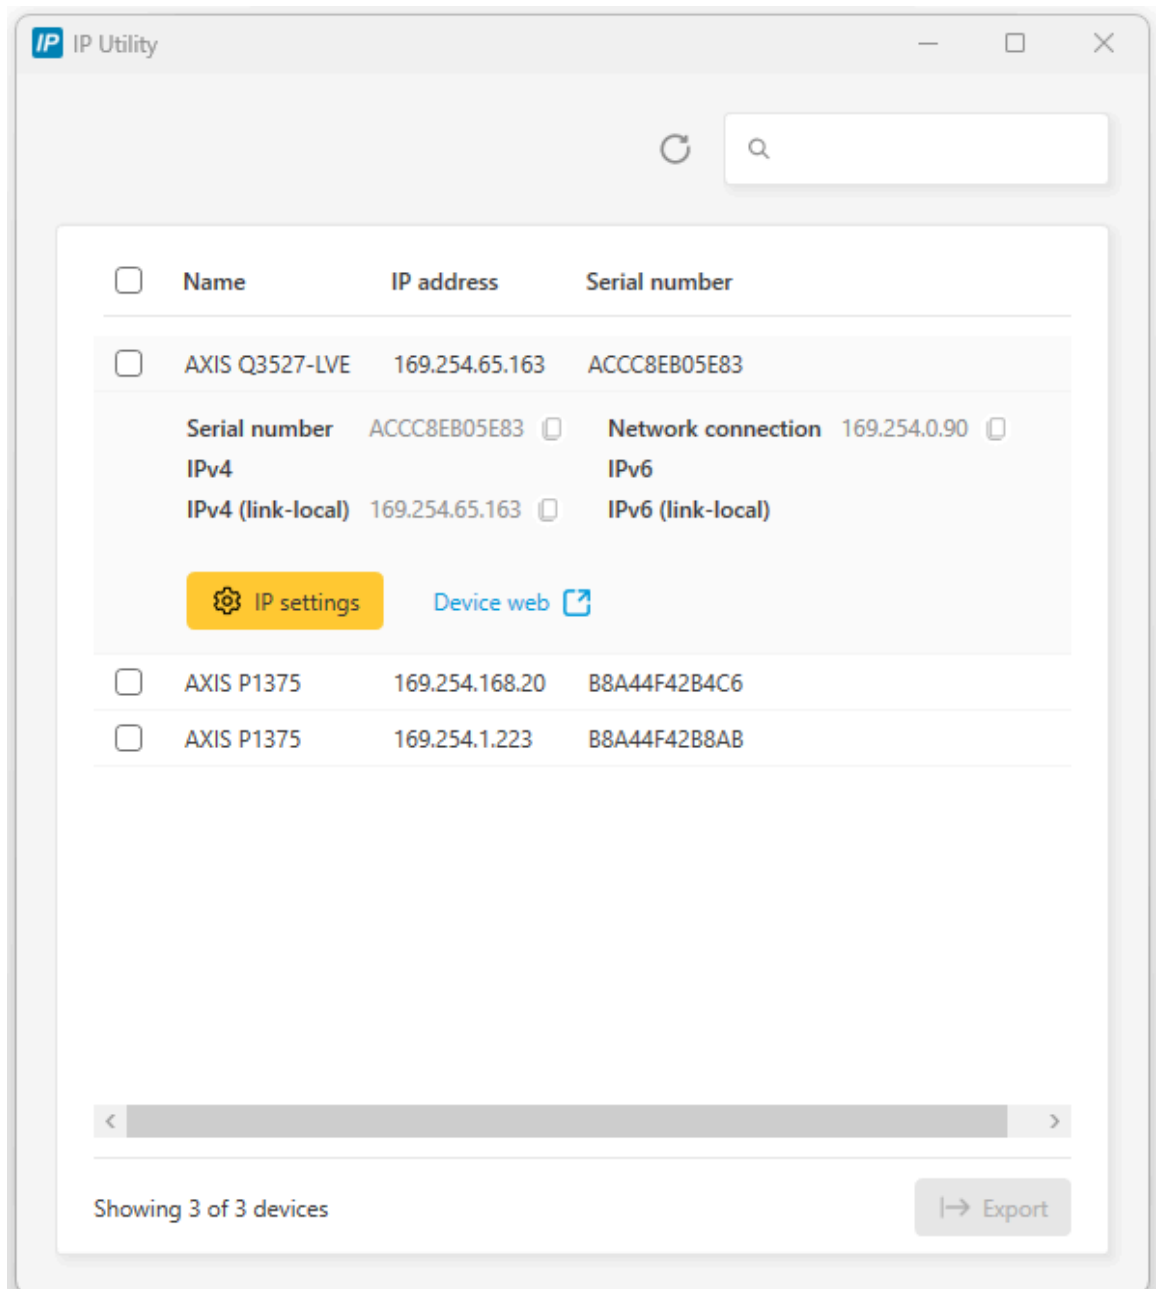 IP IP Utility
Name IP address Serial number
AXIS Q3527-LVE 169.254.65.163 ACCC8EB05E83
Serial number ACCC8EB05E83 Network connection 169.254.0.90
IPv4 IPv6
IPv4 (link-local) 169.254.65.163 IPv6 (link-local)
IP settings Device web
AXIS P1375 169.254.168.20 B8A44F42B4C6
AXIS P1375 169.254.1.223 B8A44F42B8AB
Showing 3 of 3 devices Export